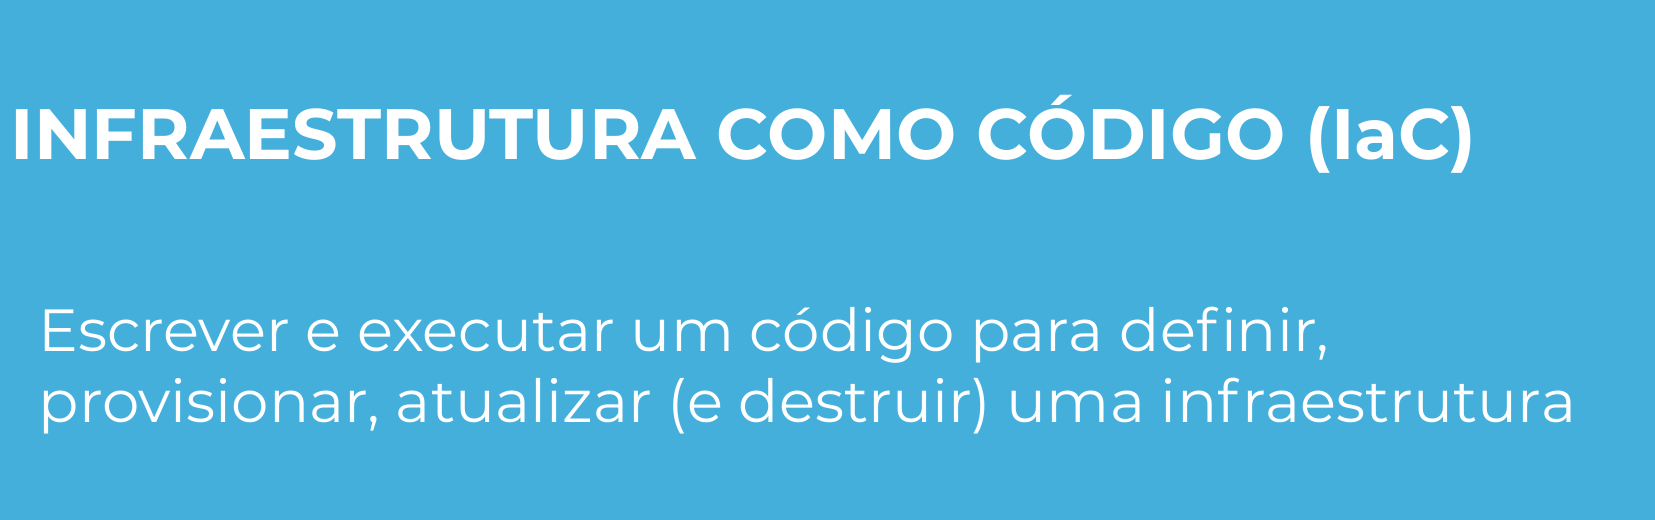 INFRAESTRUTURA COMO CÓDIGO (IaC)
Escrever e executar um código para definir,
provisionar, atualizar (e destruir) uma infraestrutura